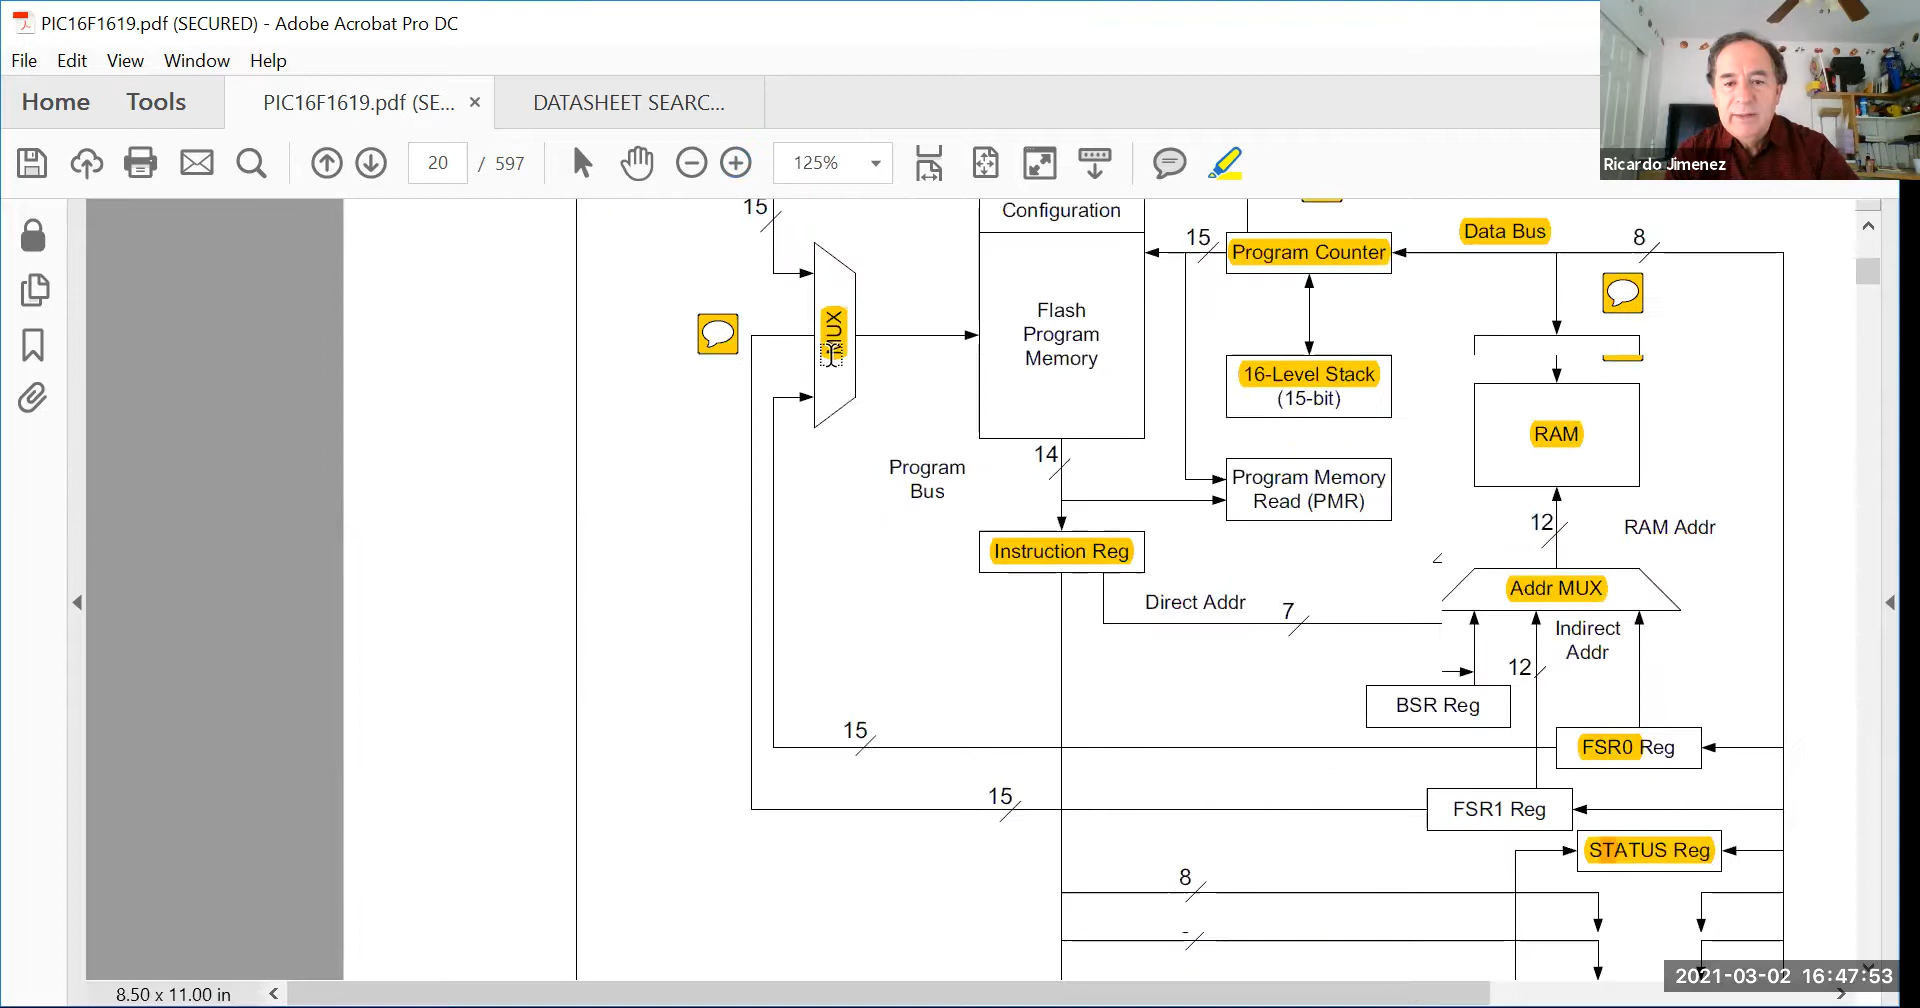 PIC16F1619.pdf (SECURED) - Adobe Acrobat Pro DC
File Edit View Window Help
Home Tools PIC16F1619.pdf (SE... × DATASHEET SEARC...
20 / 597 125%
Ricardo Jimenez
15 Configuration
Data Bus
15 Program Counter 8
MUX
Flash
Program
Memory
16-Level Stack
(15-bit)
RAM
14
Program
Bus
Program Memory
Read (PMR)
12 RAM Addr
Instruction Reg
Addr MUX
Direct Addr 7
Indirect
Addr
12
BSR Reg
15
FSR0 Reg
15
FSR1 Reg
STATUS Reg
8
2021-03-02 16:47:53
8.50 x 11.00 in